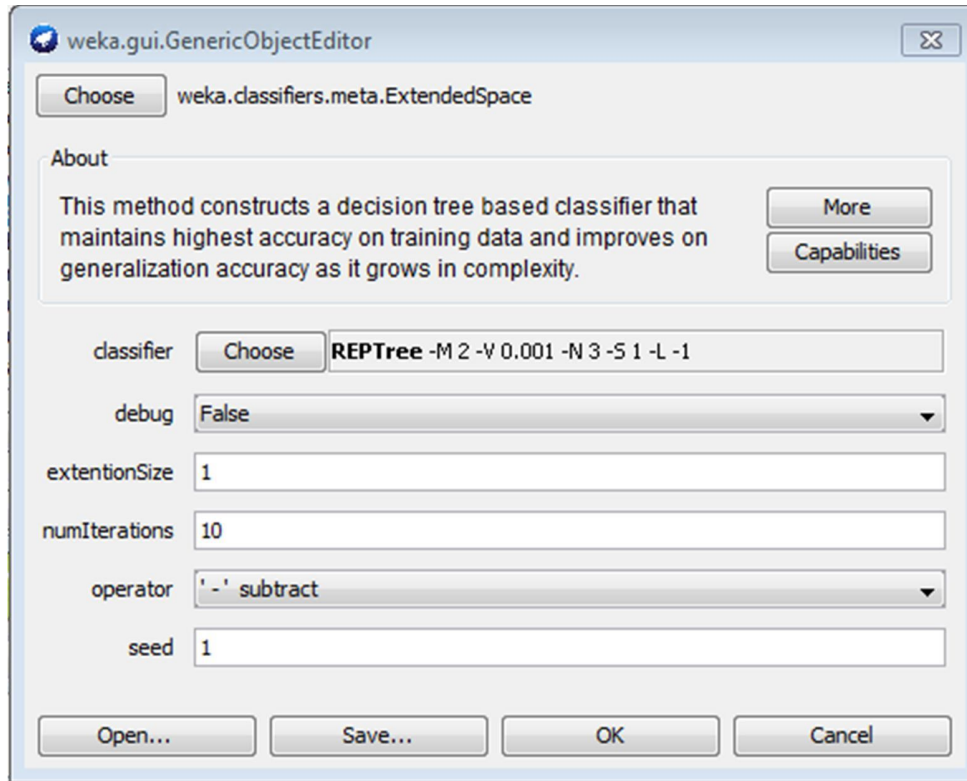 weka.gui.GenericObjectEditor
Choose weka.classifiers.meta.ExtendedSpace
About
This method constructs a decision tree based classifier that
maintains highest accuracy on training data and improves on
generalization accuracy as it grows in complexity.
More
Capabilities
classifier Choose REPTree -M 2 -V 0.001 -N 3 -S 1 -L -1
debug False
extentionSize 1
numIterations 10
operator ' - ' subtract
seed 1
Open... Save... OK Cancel